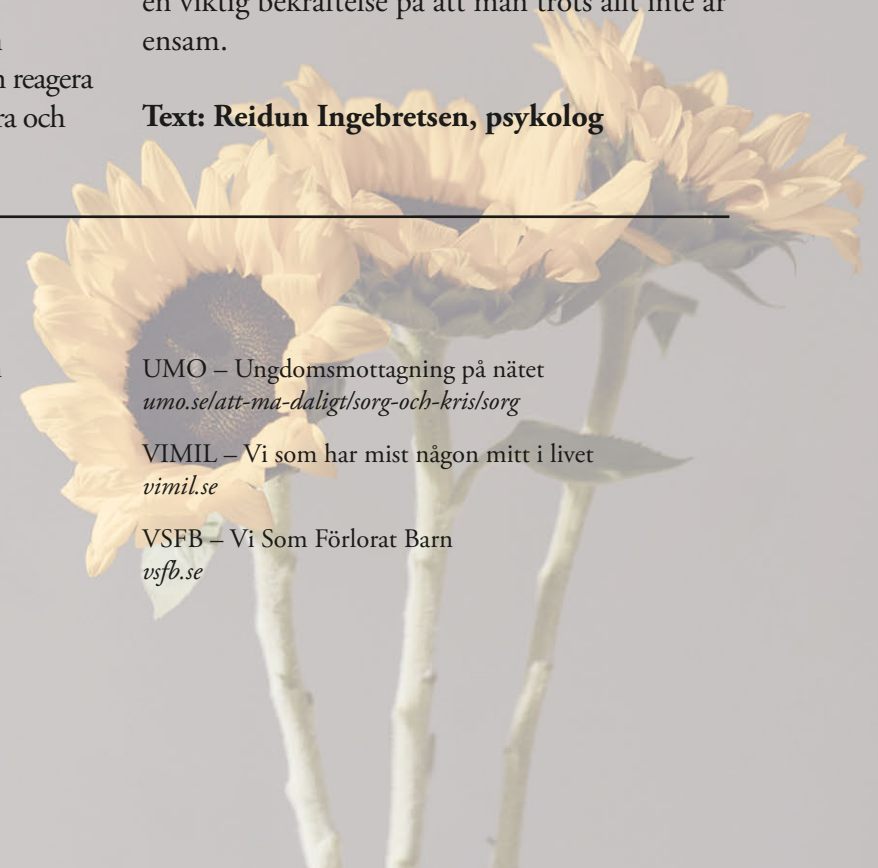 reagera
ra och
en viktig bekräftelse på att man trots allt inte är
ensam.
Text: Reidun Ingebretsen, psykolog
UMO – Ungdomsmottagning på nätet
umo.se/att-ma-daligt/sorg-och-kris/sorg
VIMIL – Vi som har mist någon mitt i livet
vimil.se
VSFB – Vi Som Förlorat Barn
vsfb.se